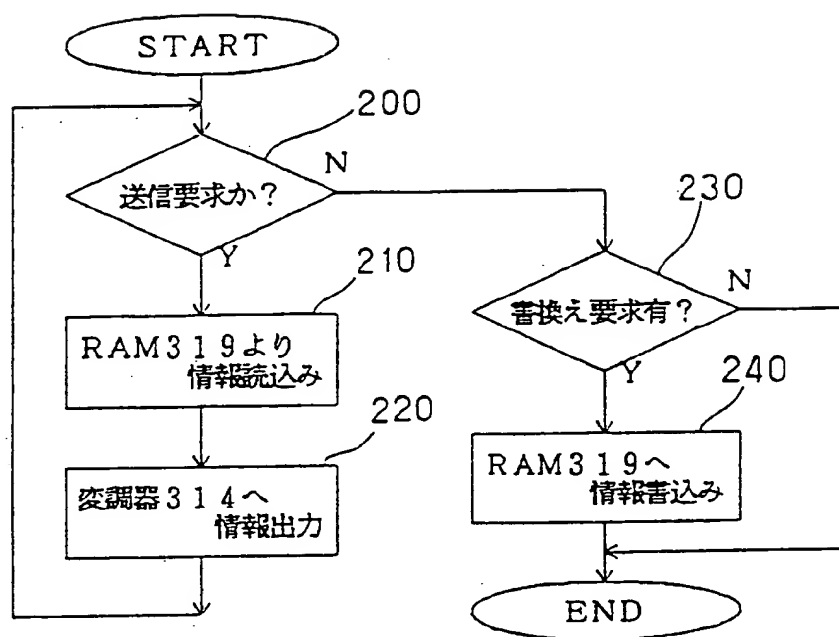 START
200
送信要求か？
N
Y
210
RAM319より
情報読込み
220
変調器314へ
情報出力
230
書換え要求有？
N
Y
240
RAM319へ
情報書込み
END